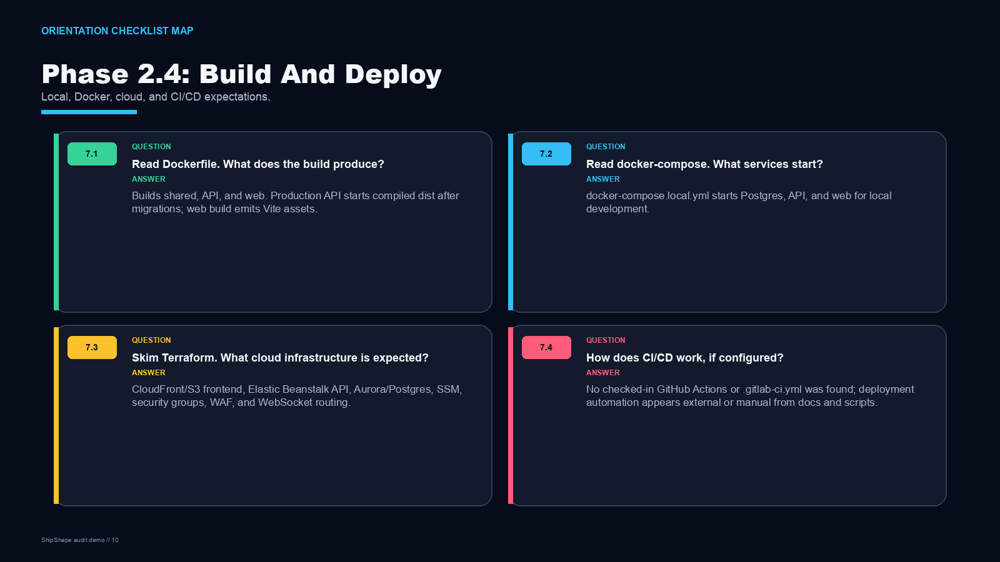 ORIENTATION CHECKLIST MAP
Phase 2.4: Build And Deploy
Local, Docker, cloud, and CI/CD expectations.
7.1
QUESTION
Read Dockerfile. What does the build produce?
ANSWER
Builds shared, API, and web. Production API starts compiled dist after
migrations; web build emits Vite assets.
7.2
QUESTION
Read docker-compose. What services start?
ANSWER
docker-compose.local.yml starts Postgres, API, and web for local
development.
7.3
QUESTION
Skim Terraform. What cloud infrastructure is expected?
ANSWER
CloudFront/S3 frontend, Elastic Beanstalk API, Aurora/Postgres, SSM,
security groups, WAF, and WebSocket routing.
7.4
QUESTION
How does CI/CD work, if configured?
ANSWER
No checked-in GitHub Actions or .gitlab-ci.yml was found; deployment
automation appears external or manual from docs and scripts.
ShipShape audit demo // 10